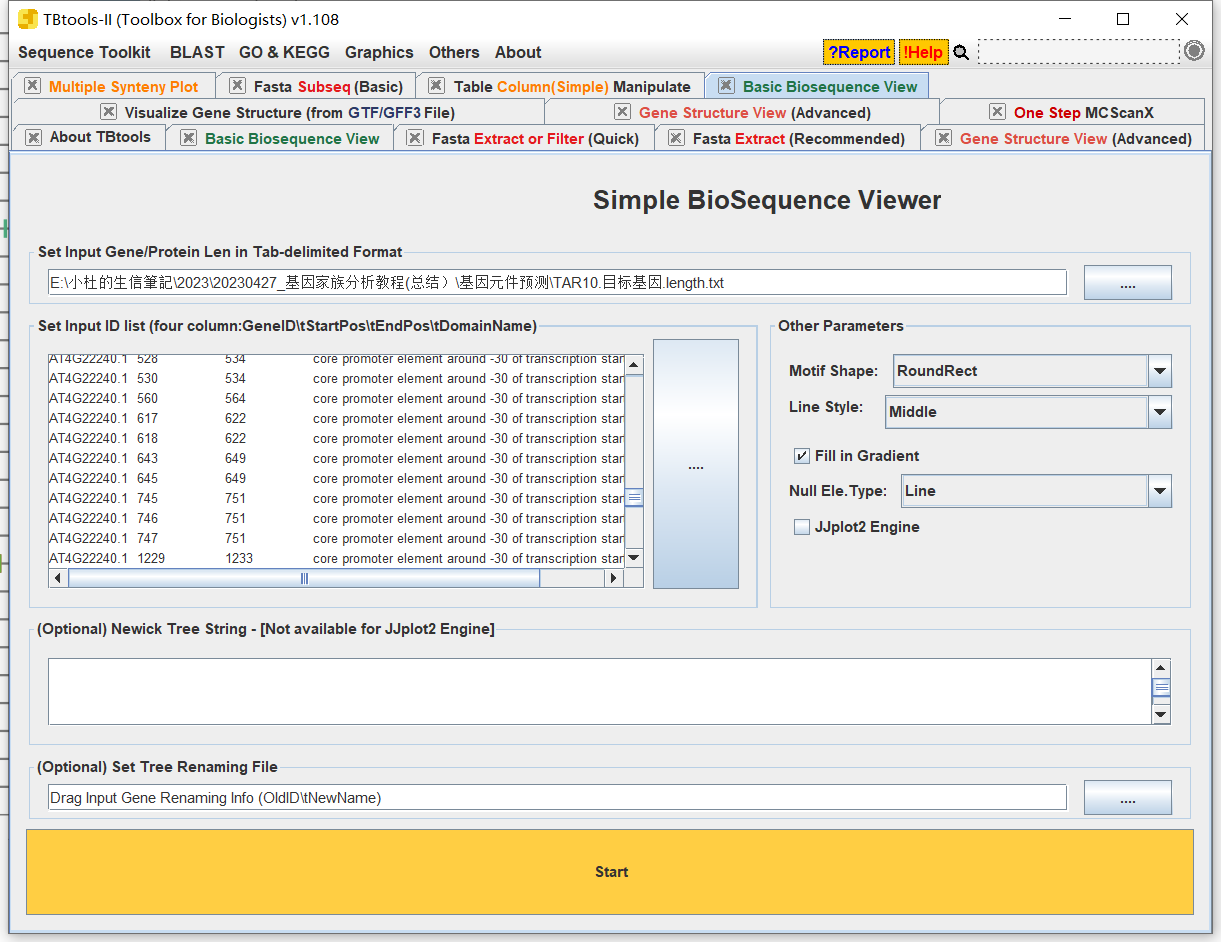 TBtools-II (Toolbox for Biologists) v1.108
Sequence Toolkit BLAST GO & KEGG Graphics Others About ?Report !Help
Multiple Synteny Plot Fasta Subseq (Basic) Table Column(Simple) Manipulate Basic Biosequence View
Visualize Gene Structure (from GTF/GFF3 File) Gene Structure View (Advanced) One Step MCScanX
About TBtools Basic Biosequence View Fasta Extract or Filter (Quick) Fasta Extract (Recommended) Gene Structure View (Advanced)
Simple BioSequence Viewer
Set Input Gene/Protein Len in Tab-delimited Format
E:\小杜的生信筆記\2023\20230427_基因家族分析教程(总结）\基因元件预测\TAR10.目标基因.length.txt
....
Set Input ID list (four column:GeneID\tStartPos\tEndPos\tDomainName)
AT4G22240.1 528 534 core promoter element around -30 of transcription star
AT4G22240.1 530 534 core promoter element around -30 of transcription star
AT4G22240.1 560 564 core promoter element around -30 of transcription star
AT4G22240.1 617 622 core promoter element around -30 of transcription star
AT4G22240.1 618 622 core promoter element around -30 of transcription star
AT4G22240.1 643 649 core promoter element around -30 of transcription star
AT4G22240.1 645 649 core promoter element around -30 of transcription star
AT4G22240.1 745 751 core promoter element around -30 of transcription star
AT4G22240.1 746 751 core promoter element around -30 of transcription star
AT4G22240.1 747 751 core promoter element around -30 of transcription star
AT4G22240.1 1229 1233 core promoter element around -30 of transcription star
....
Other Parameters
Motif Shape: RoundRect
Line Style: Middle
Fill in Gradient
Null Ele.Type: Line
JJplot2 Engine
(Optional) Newick Tree String - [Not available for JJplot2 Engine]
(Optional) Set Tree Renaming File
Drag Input Gene Renaming Info (OldID\tNewName)
....
Start